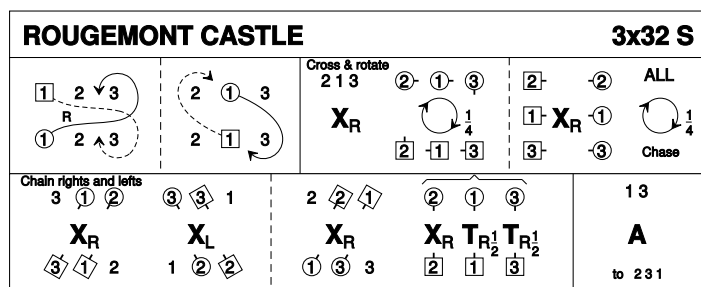 ROUGEMONT CASTLE 3x32 S
1 2 3
R
1 2 3
2 1 3
2 1 3
Cross & rotate
2 1 3 2 1 3
XR 1/4
2 1 3
2 2 ALL
1 XR 1 1/4
3 3 Chase
Chain rights and lefts
3 1 2 3 3 1
XR XL
3 1 2 1 2 2
2 2 1 2 1 3
XR XR TR1/2 TR1/2
1 3 3 2 1 3
1 3
A
to 2 3 1